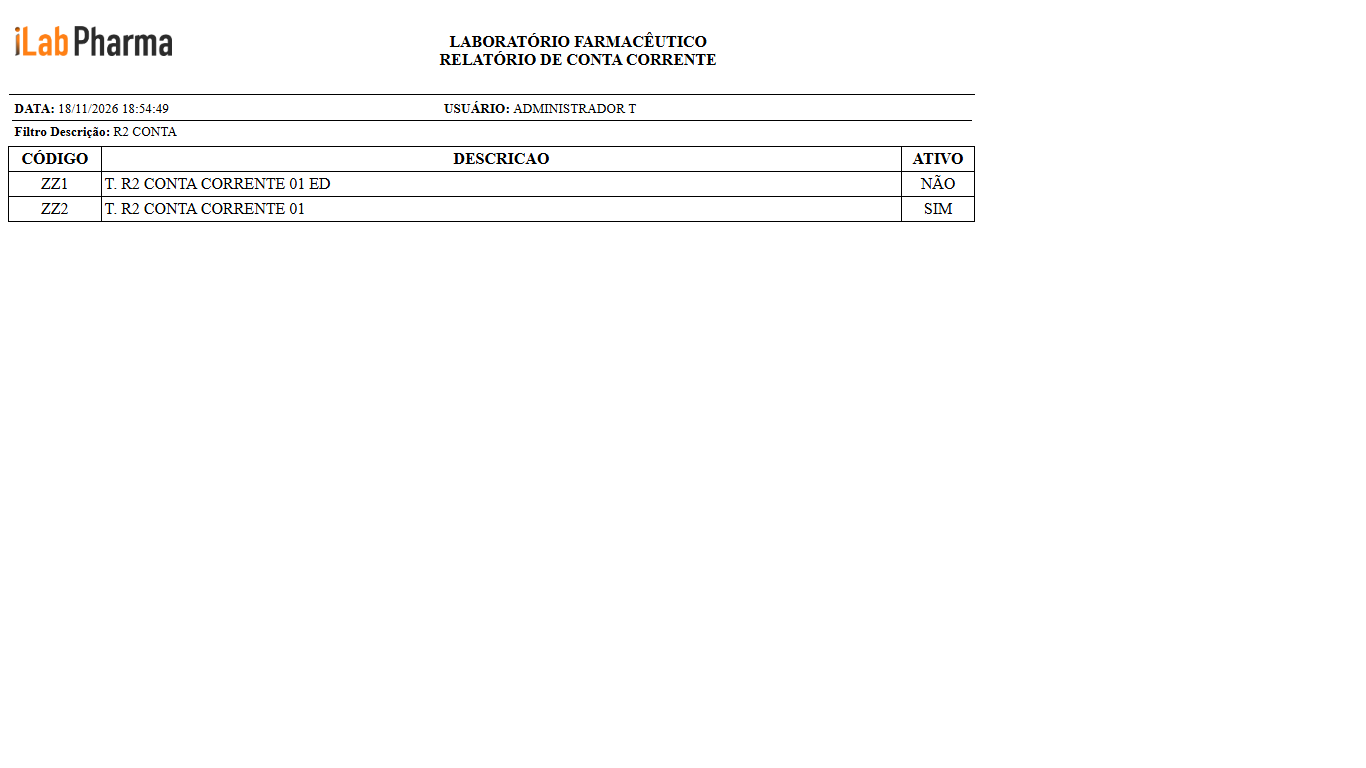 iLab Pharma
LABORATÓRIO FARMACÊUTICO
RELATÓRIO DE CONTA CORRENTE
DATA: 18/11/2026 18:54:49 USUÁRIO: ADMINISTRADOR T
Filtro Descrição: R2 CONTA
CÓDIGO DESCRICAO ATIVO
ZZ1 T. R2 CONTA CORRENTE 01 ED NÃO
ZZ2 T. R2 CONTA CORRENTE 01 SIM